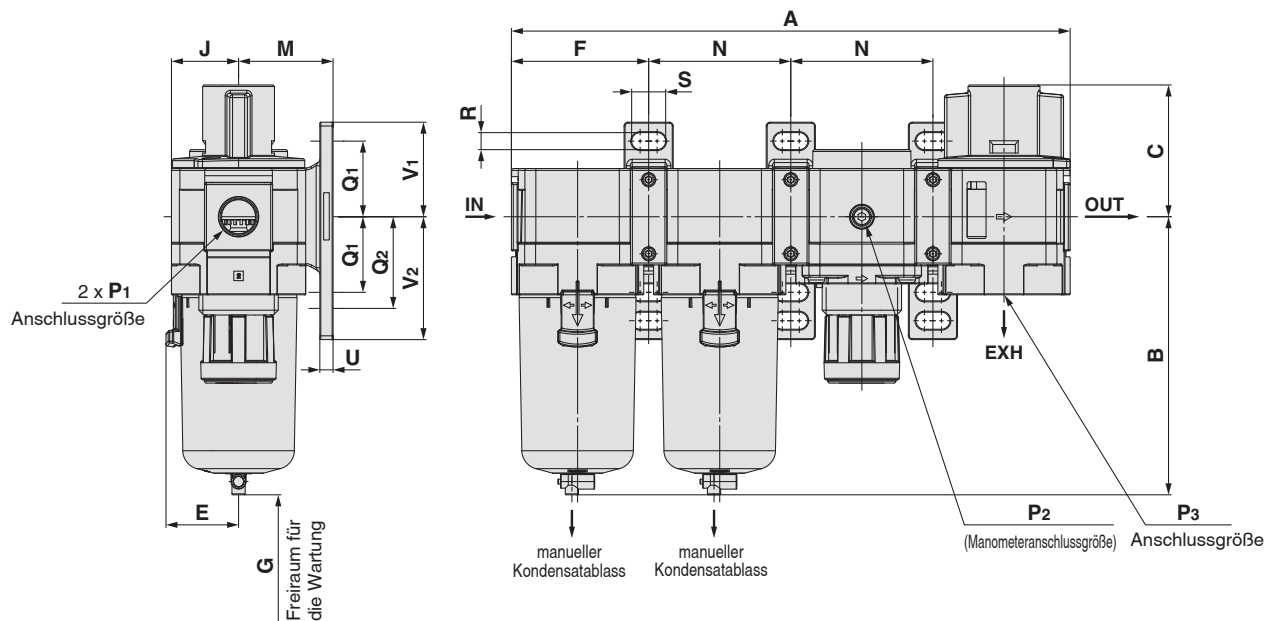 A
J
M
F
N
N
S
R
V1
Q1
C
IN
OUT
Q1
Q2
V2
2 x P1
Anschlussgröße
U
EXH
B
E
G
Freiraum für
die Wartung
manueller
Kondensatablass
manueller
Kondensatablass
P2
(Manometeranschlussgröße)
P3
Anschlussgröße